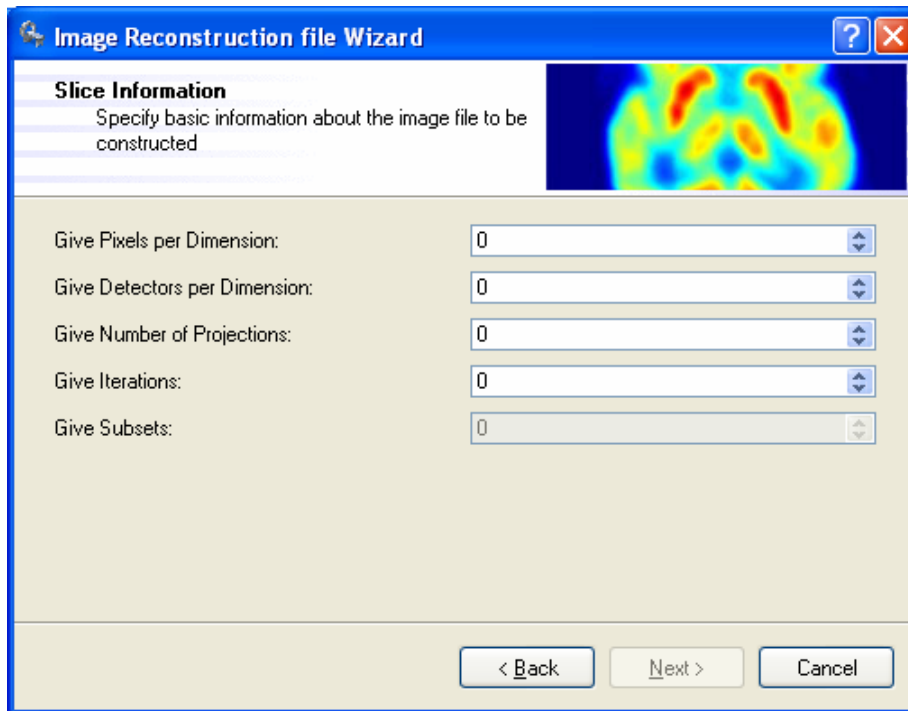 Image Reconstruction file Wizard
?
Slice Information
Specify basic information about the image file to be
constructed
Give Pixels per Dimension: 0
Give Detectors per Dimension: 0
Give Number of Projections: 0
Give Iterations: 0
Give Subsets: 0
< Back Next > Cancel